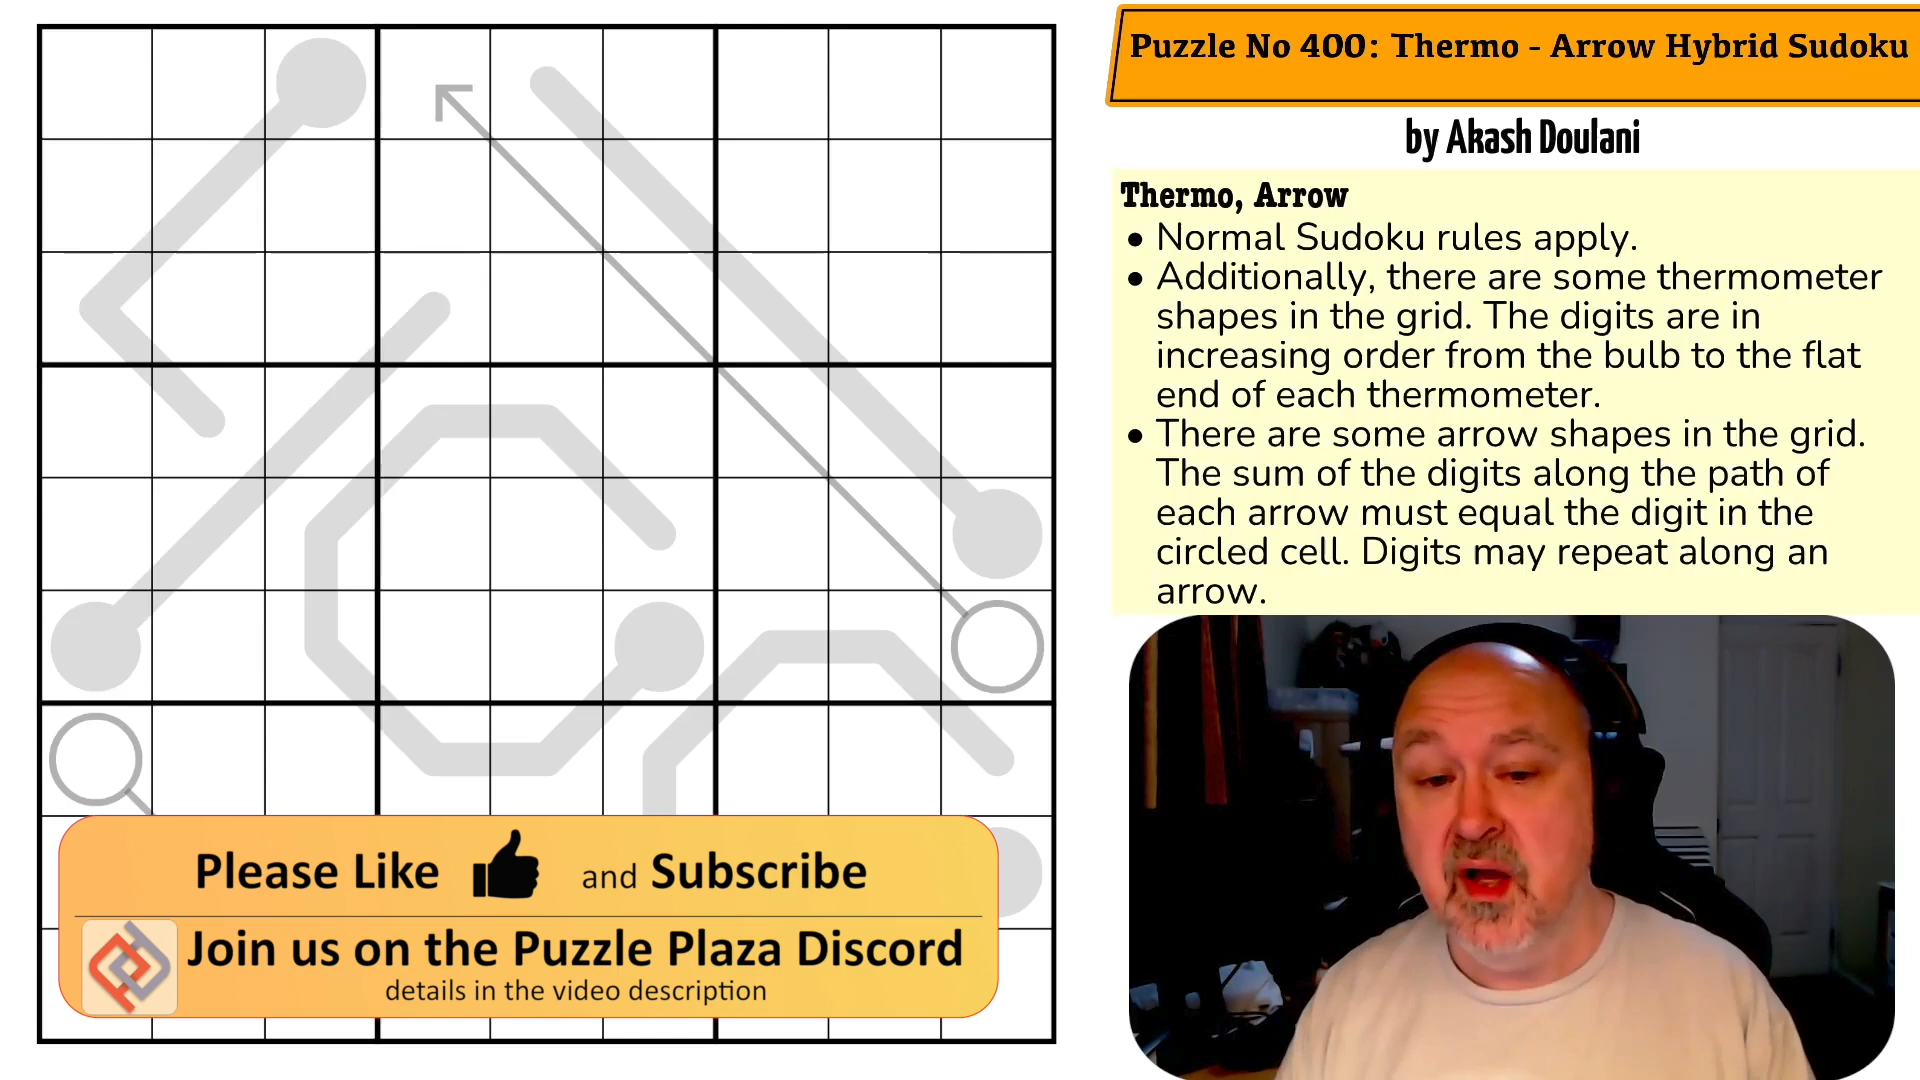 Puzzle No 400: Thermo - Arrow Hybrid Sudoku
by Akash Doulani
Thermo, Arrow
• Normal Sudoku rules apply.
• Additionally, there are some thermometer
shapes in the grid. The digits are in
increasing order from the bulb to the flat
end of each thermometer.
• There are some arrow shapes in the grid.
The sum of the digits along the path of
each arrow must equal the digit in the
circled cell. Digits may repeat along an
arrow.
Please Like and Subscribe
Join us on the Puzzle Plaza Discord
details in the video description